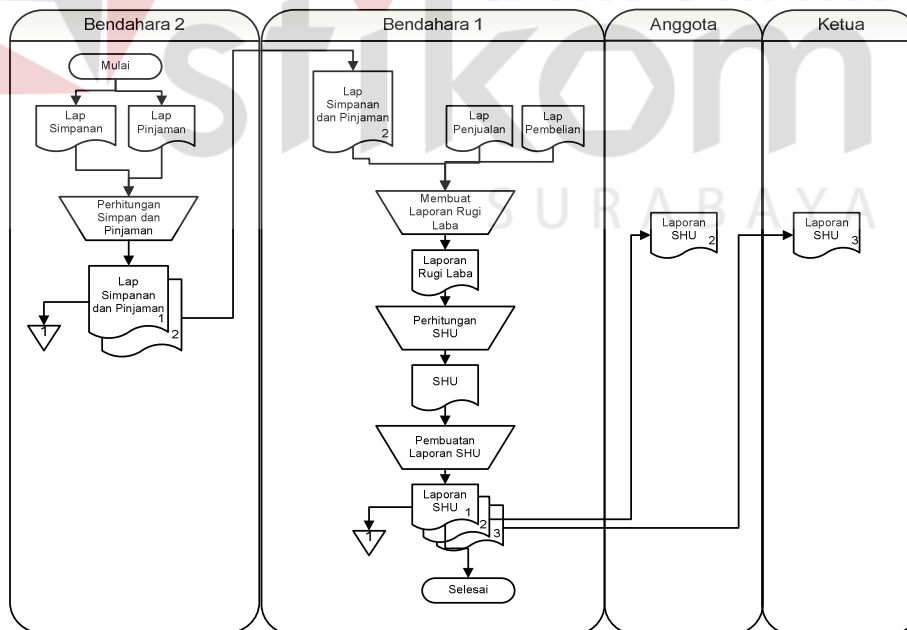 Bendahara 2
Bendahara 1
Anggota
Ketua
stikom
SURABAYA
Mulai
Lap
Simpanan
Lap
Pinjaman
Perhitungan
Simpan dan
Pinjaman
Lap
Simpanan
dan Pinjaman
1
2
1
Lap
Simpanan
dan Pinjaman
2
Lap
Penjualan
Lap
Pembelian
Membuat
Laporan Rugi
Laba
Laporan
Rugi Laba
Perhitungan
SHU
SHU
Pembuatan
Laporan SHU
Laporan
SHU
1
2
3
1
Selesai
Laporan
SHU
2
Laporan
SHU
3